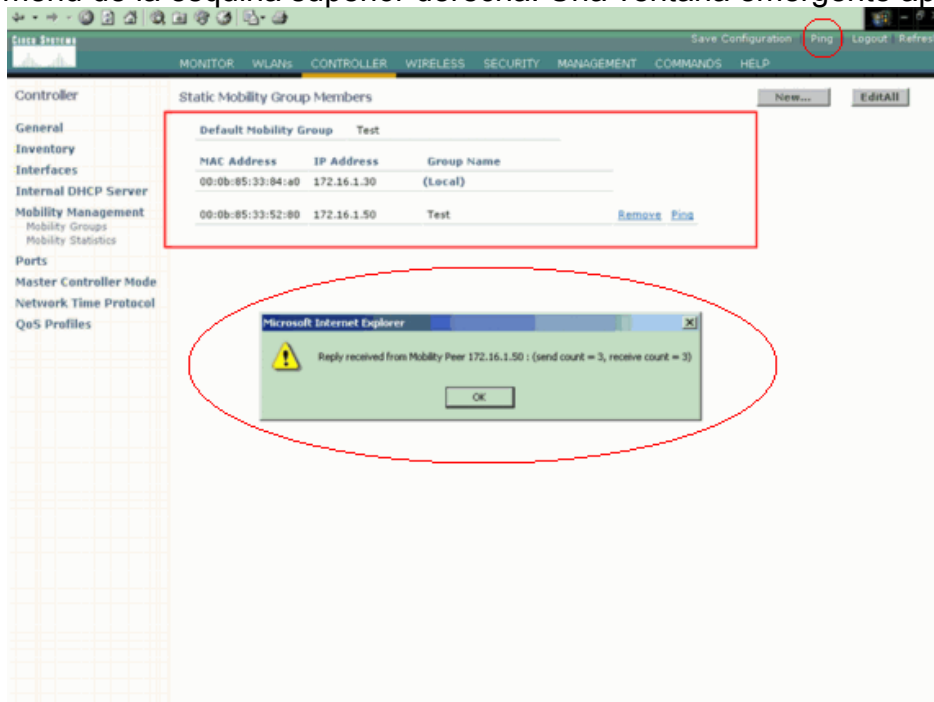 menú de la esquina superior derecha. Una ventana emergente ap
Cisco Systems
Save Configuration | Ping | Logout | Refres
MONITOR WLANs CONTROLLER WIRELESS SECURITY MANAGEMENT COMMANDS HELP
Controller
General
Inventory
Interfaces
Internal DHCP Server
Mobility Management
Mobility Groups
Mobility Statistics
Ports
Master Controller Mode
Network Time Protocol
QoS Profiles
Static Mobility Group Members
New...
EditAll
Default Mobility Group Test
MAC Address IP Address Group Name
00:0b:85:33:84:a0 172.16.1.30 (Local)
00:0b:85:33:52:80 172.16.1.50 Test Remove Ping
Microsoft Internet Explorer
Reply received from Mobility Peer 172.16.1.50 : (send count = 3, receive count = 3)
OK